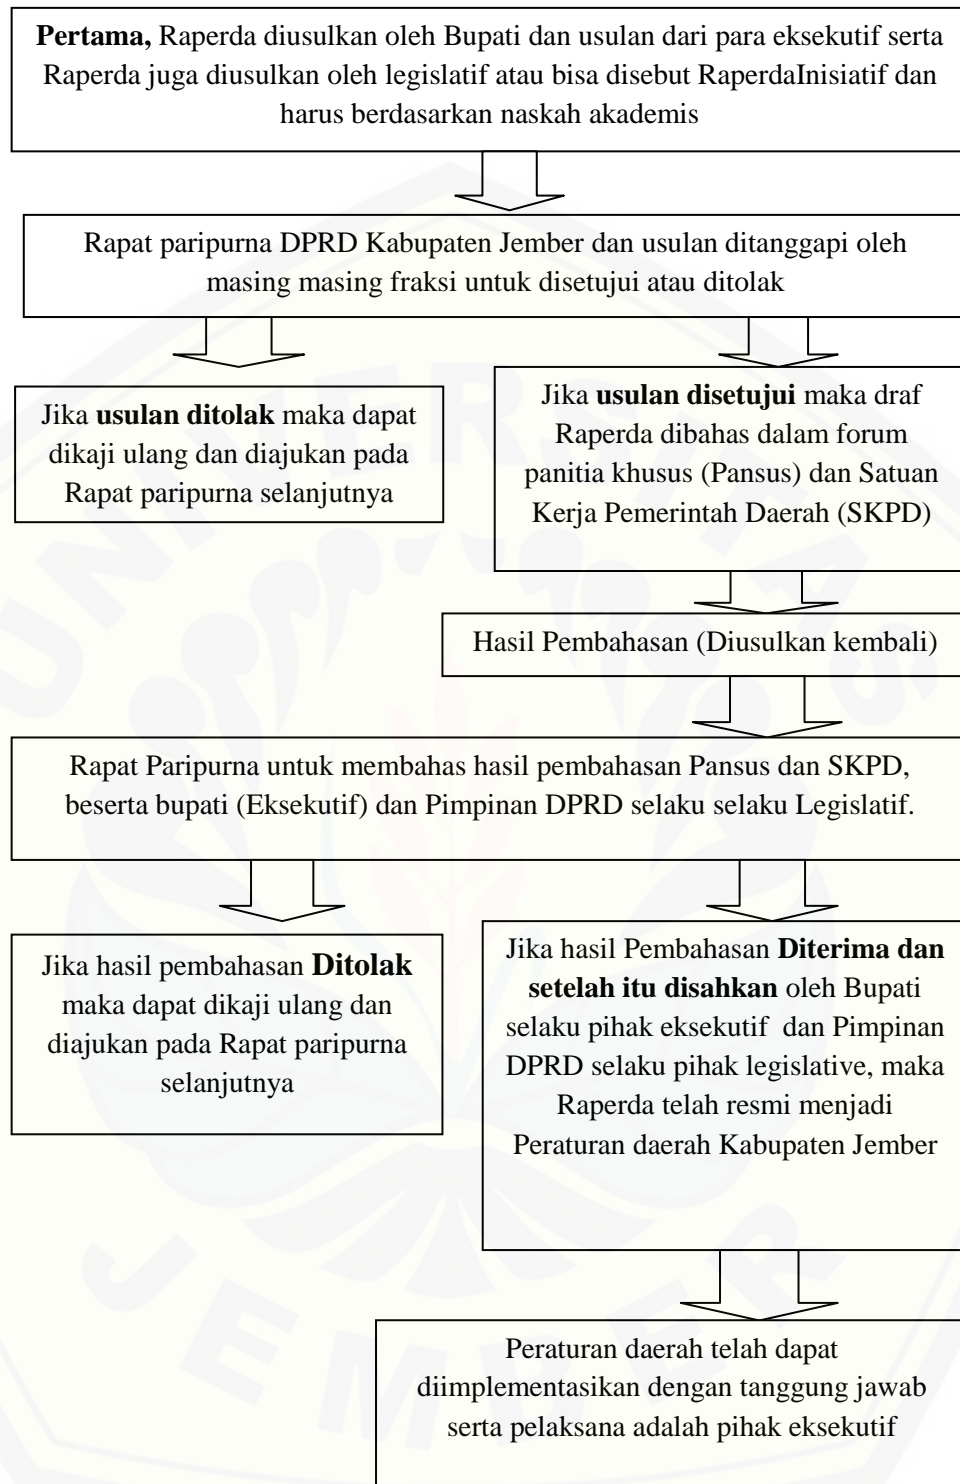 Pertama, Raperda diusulkan oleh Bupati dan usulan dari para eksekutif serta
Raperda juga diusulkan oleh legislatif atau bisa disebut RaperdaInisiatif dan
harus berdasarkan naskah akademis
Rapat paripurna DPRD Kabupaten Jember dan usulan ditanggapi oleh
masing masing fraksi untuk disetujui atau ditolak
Jika usulan ditolak maka dapat
dikaji ulang dan diajukan pada
Rapat paripurna selanjutnya
Jika usulan disetujui maka draf
Raperda dibahas dalam forum
panitia khusus (Pansus) dan Satuan
Kerja Pemerintah Daerah (SKPD)
Hasil Pembahasan (Diusulkan kembali)
Rapat Paripurna untuk membahas hasil pembahasan Pansus dan SKPD,
beserta bupati (Eksekutif) dan Pimpinan DPRD selaku selaku Legislatif.
Jika hasil pembahasan Ditolak
maka dapat dikaji ulang dan
diajukan pada Rapat paripurna
selanjutnya
Jika hasil Pembahasan Diterima dan
setelah itu disahkan oleh Bupati
selaku pihak eksekutif dan Pimpinan
DPRD selaku pihak legislative, maka
Raperda telah resmi menjadi
Peraturan daerah Kabupaten Jember
Peraturan daerah telah dapat
diimplementasikan dengan tanggung jawab
serta pelaksana adalah pihak eksekutif
UNIVERSITAS
JEMBER